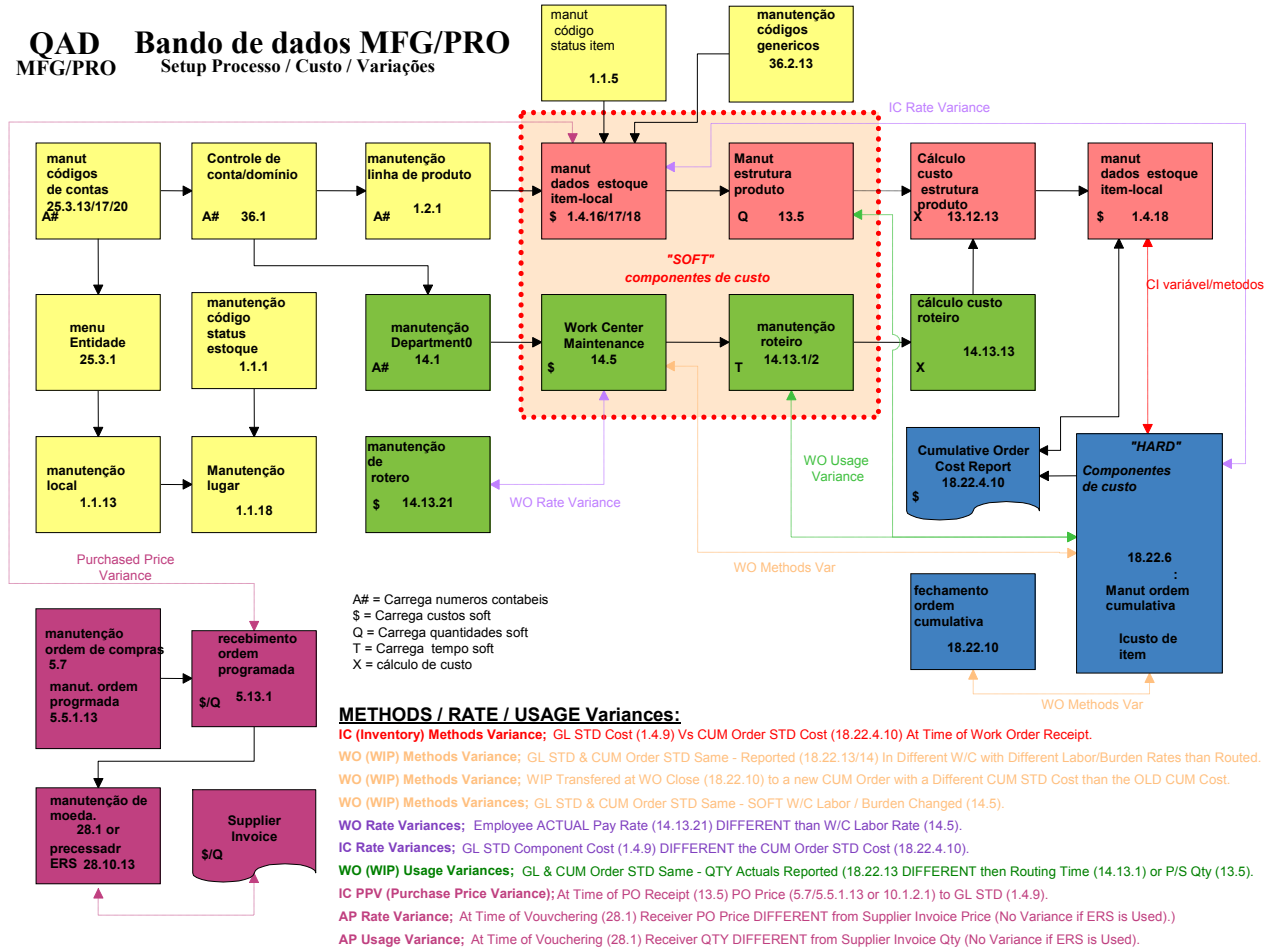 QAD
MFG/PRO
Bando de dados MFG/PRO
Setup Processo / Custo / Variações
manut
código
status item
1.1.5
manutenção
códigos
genericos
36.2.13
IC Rate Variance
manut
códigos
de contas
25.3.13/17/20
A#
Controle de
conta/domínio
A# 36.1
manutenção
linha de produto
1.2.1
A#
manut
dados estoque
item-local
$ 1.4.16/17/18
Manut
estrutura
produto
Q 13.5
Cálculo
custo
estrutura
produto
X 13.12.13
manut
dados estoque
item-local
$ 1.4.18
"SOFT"
componentes de custo
CI variável/metodos
menu
Entidade
25.3.1
manutenção
código
status
estoque
1.1.1
manutenção
Department0
14.1
A#
Work Center
Maintenance
14.5
$
manutenção
roteiro
14.13.1/2
T
cálculo custo
roteiro
14.13.13
X
manutenção
local
1.1.13
Manutenção
lugar
1.1.18
manutenção
de
rotero
$ 14.13.21
WO Rate Variance
WO Usage
Variance
Cumulative Order
Cost Report
18.22.4.10
$
"HARD"
Componentes
de custo
18.22.6
:
Manut ordem
cumulativa
Icusto de
item
WO Methods Var
Purchased Price
Variance
fechamento
ordem
cumulativa
18.22.10
WO Methods Var
A# = Carrega numeros contabeis
$ = Carrega custos soft
Q = Carrega quantidades soft
T = Carrega tempo soft
X = cálculo de custo
manutenção
ordem de compras
5.7
manut. ordem
progrmada
5.5.1.13
recebimento
ordem
programada
5.13.1
$/Q
manutenção de
moeda.
28.1 or
precessadr
ERS 28.10.13
Supplier
Invoice
$/Q
METHODS / RATE / USAGE Variances:
IC (Inventory) Methods Variance; GL STD Cost (1.4.9) Vs CUM Order STD Cost (18.22.4.10) At Time of Work Order Receipt.
WO (WIP) Methods Variance; GL STD & CUM Order STD Same - Reported (18.22.13/14) In Different W/C with Different Labor/Burden Rates than Routed.
WO (WIP) Methods Variance; WIP Transfered at WO Close (18.22.10) to a new CUM Order with a Different CUM STD Cost than the OLD CUM Cost.
WO (WIP) Methods Variances; GL STD & CUM Order STD Same - SOFT W/C Labor / Burden Changed (14.5).
WO Rate Variances; Employee ACTUAL Pay Rate (14.13.21) DIFFERENT than W/C Labor Rate (14.5).
IC Rate Variances; GL STD Component Cost (1.4.9) DIFFERENT the CUM Order STD Cost (18.22.4.10).
WO (WIP) Usage Variances; GL & CUM Order STD Same - QTY Actuals Reported (18.22.13 DIFFERENT then Routing Time (14.13.1) or P/S Qty (13.5).
IC PPV (Purchase Price Variance); At Time of PO Receipt (13.5) PO Price (5.7/5.5.1.13 or 10.1.2.1) to GL STD (1.4.9).
AP Rate Variance; At Time of Vouvchering (28.1) Receiver PO Price DIFFERENT from Supplier Invoice Price (No Variance if ERS is Used).)
AP Usage Variance; At Time of Vouchering (28.1) Receiver QTY DIFFERENT from Supplier Invoice Qty (No Variance if ERS is Used).